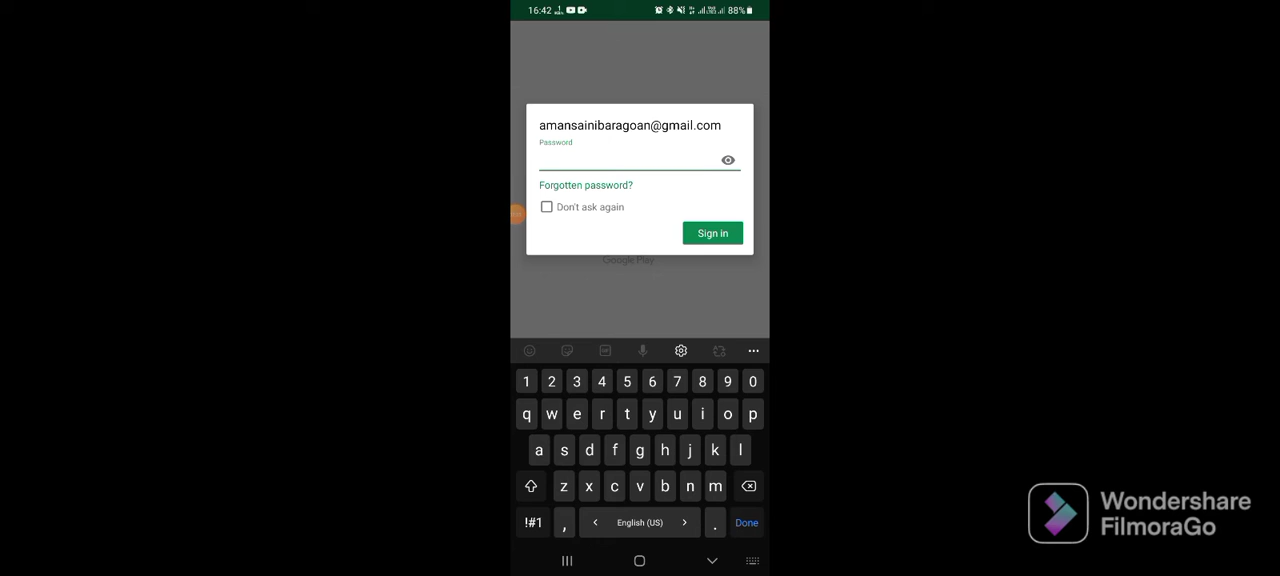 16:42 88%
amansainibaragoan@gmail.com
Password
Forgotten password?
Don't ask again
Sign in
Google Play
GIF
1 2 3 4 5 6 7 8 9 0
q w e r t y u i o p
a s d f g h j k l
z x c v b n m
!#1 , < English (US) > . Done
Wondershare
FilmoraGo